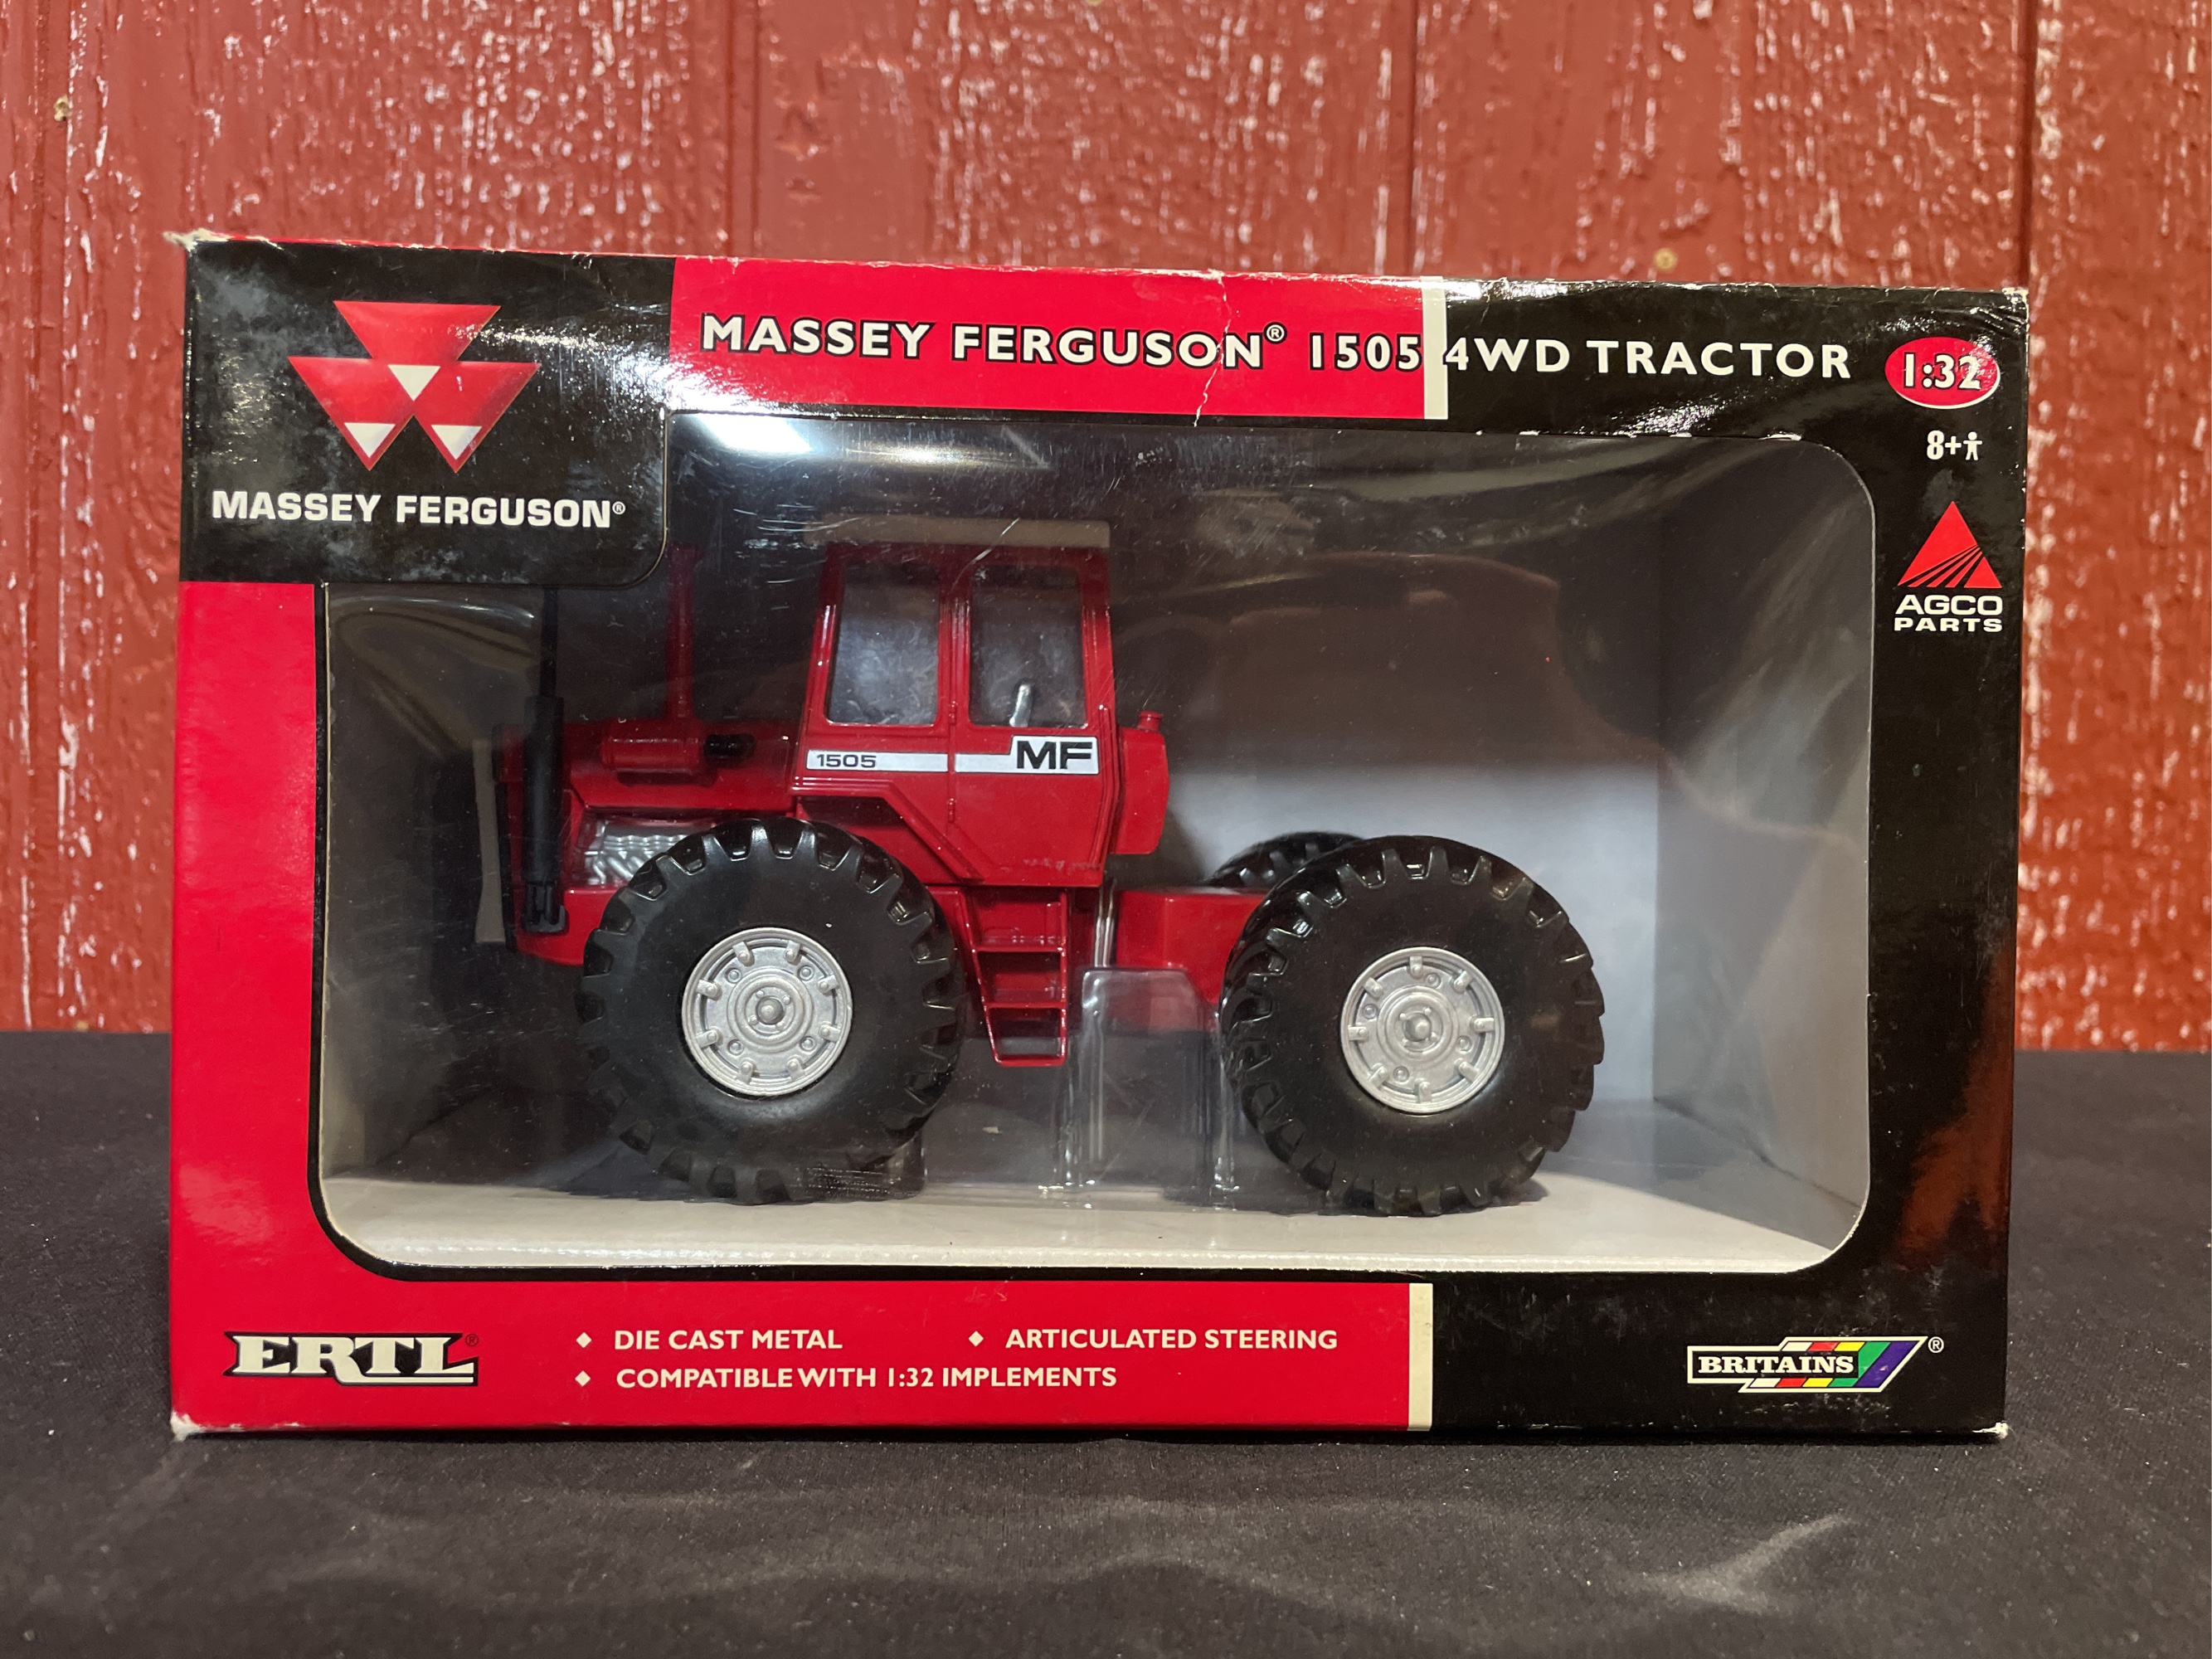 MASSEY FERGUSON® 1505 4WD TRACTOR
1:32
8+
MASSEY FERGUSON®
AGCO
PARTS
1505
MF
ERTL®
◆ DIE CAST METAL ◆ ARTICULATED STEERING
◆ COMPATIBLE WITH 1:32 IMPLEMENTS
BRITAINS®